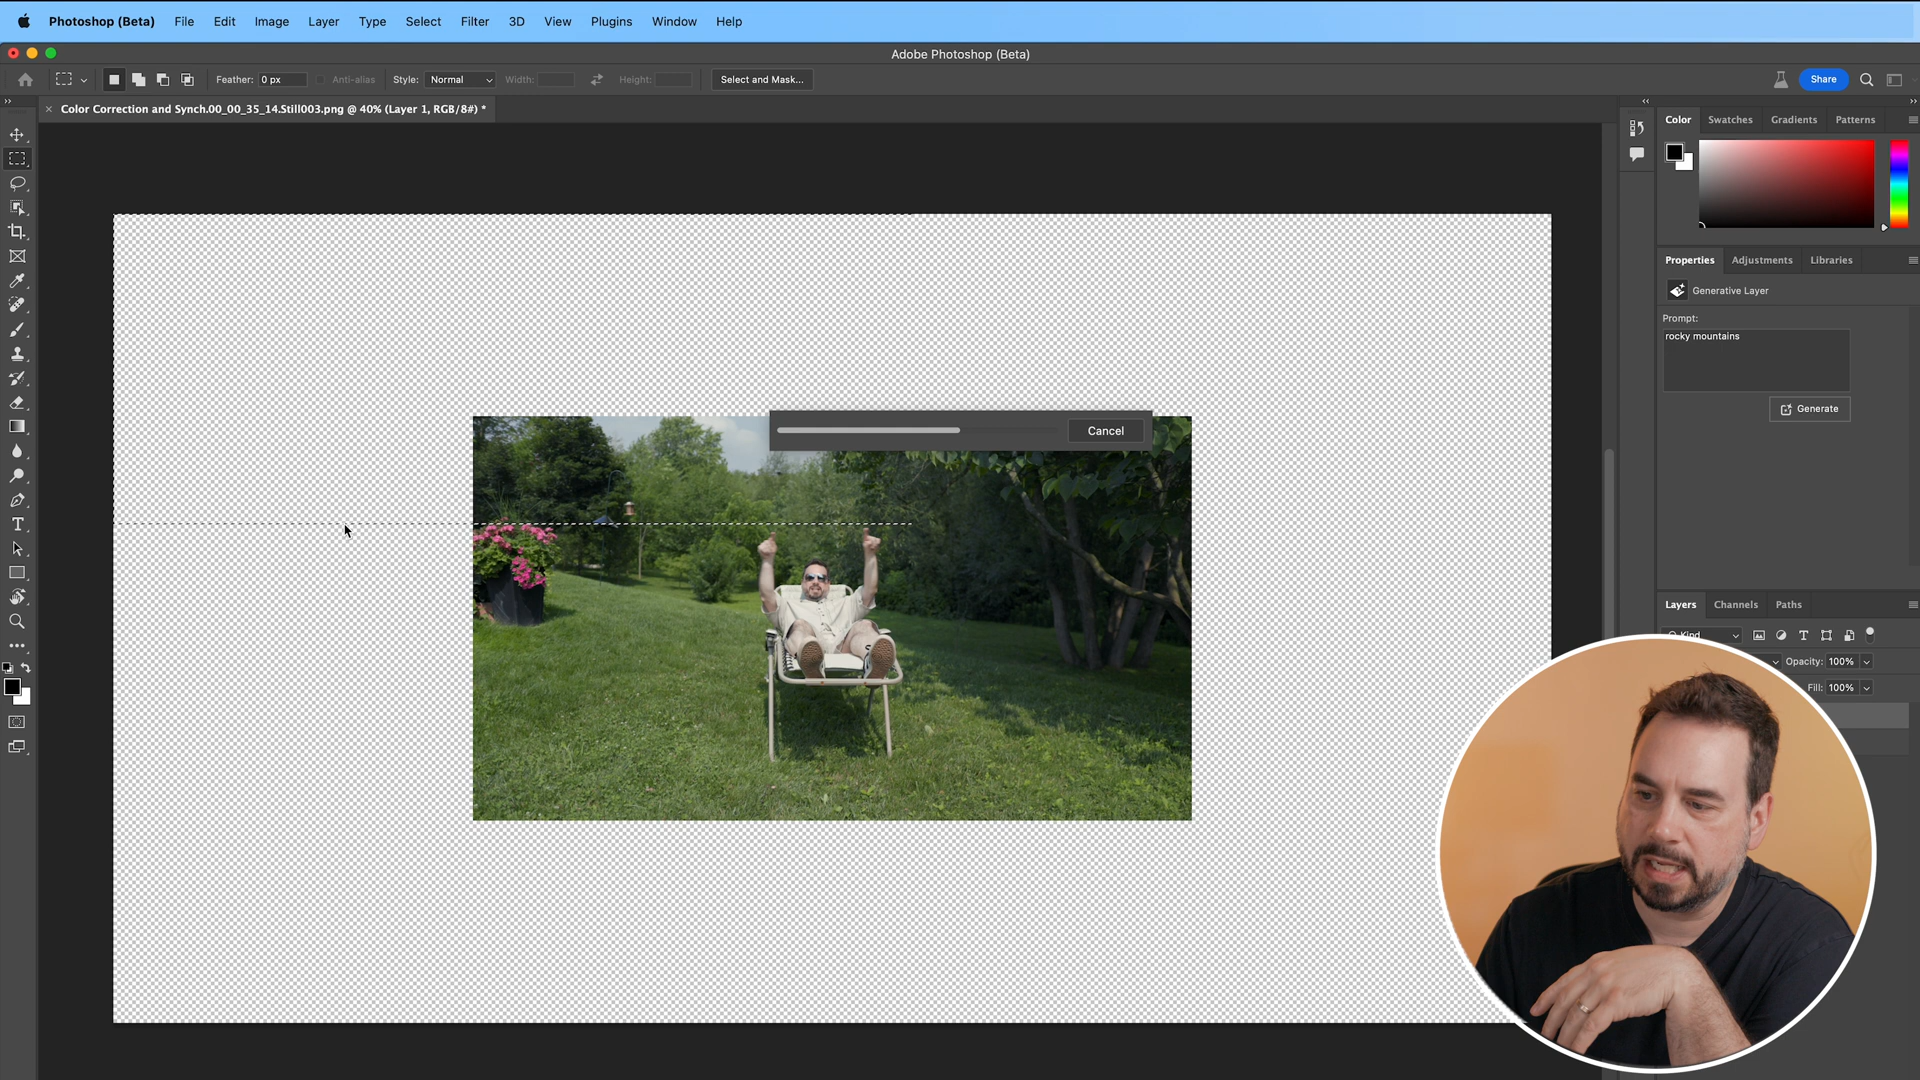 Photoshop (Beta) File Edit Image Layer Type Select Filter 3D View Plugins Window Help
Adobe Photoshop (Beta)
Feather: 0 px Anti-alias Style: Normal Width: Height: Select and Mask... Share
Color Correction and Synch.00_00_35_14.Still003.png @ 40% (Layer 1, RGB/8#) *
Color Swatches Gradients Patterns
Properties Adjustments Libraries
Generative Layer
Prompt:
rocky mountains
Generate
Cancel
Layers Channels Paths
Kind
Opacity: 100%
Fill: 100%